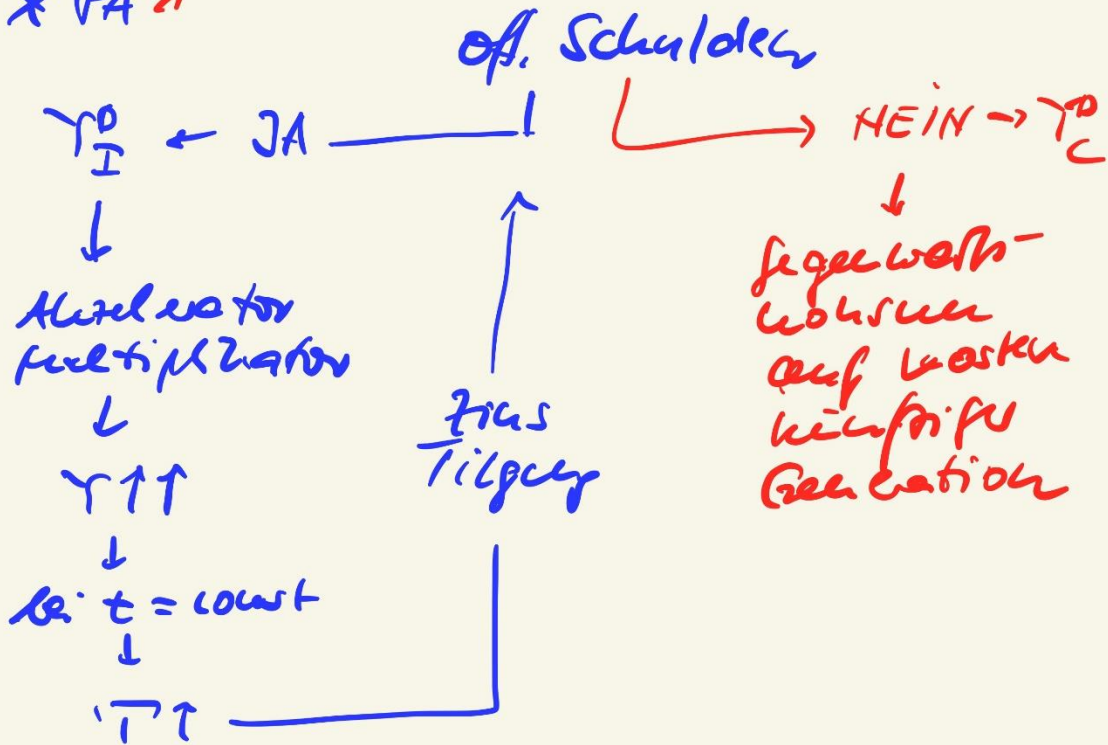 öff. Schulden
Y^D_I ← JA
NEIN → Y^D_C
Akzelerator
Multiplikator
Y ↑↑
bei t = const
T ↑
Zins
Tilgung
Gegenwarts-
konsum
auf Kosten
künftiger
Generation